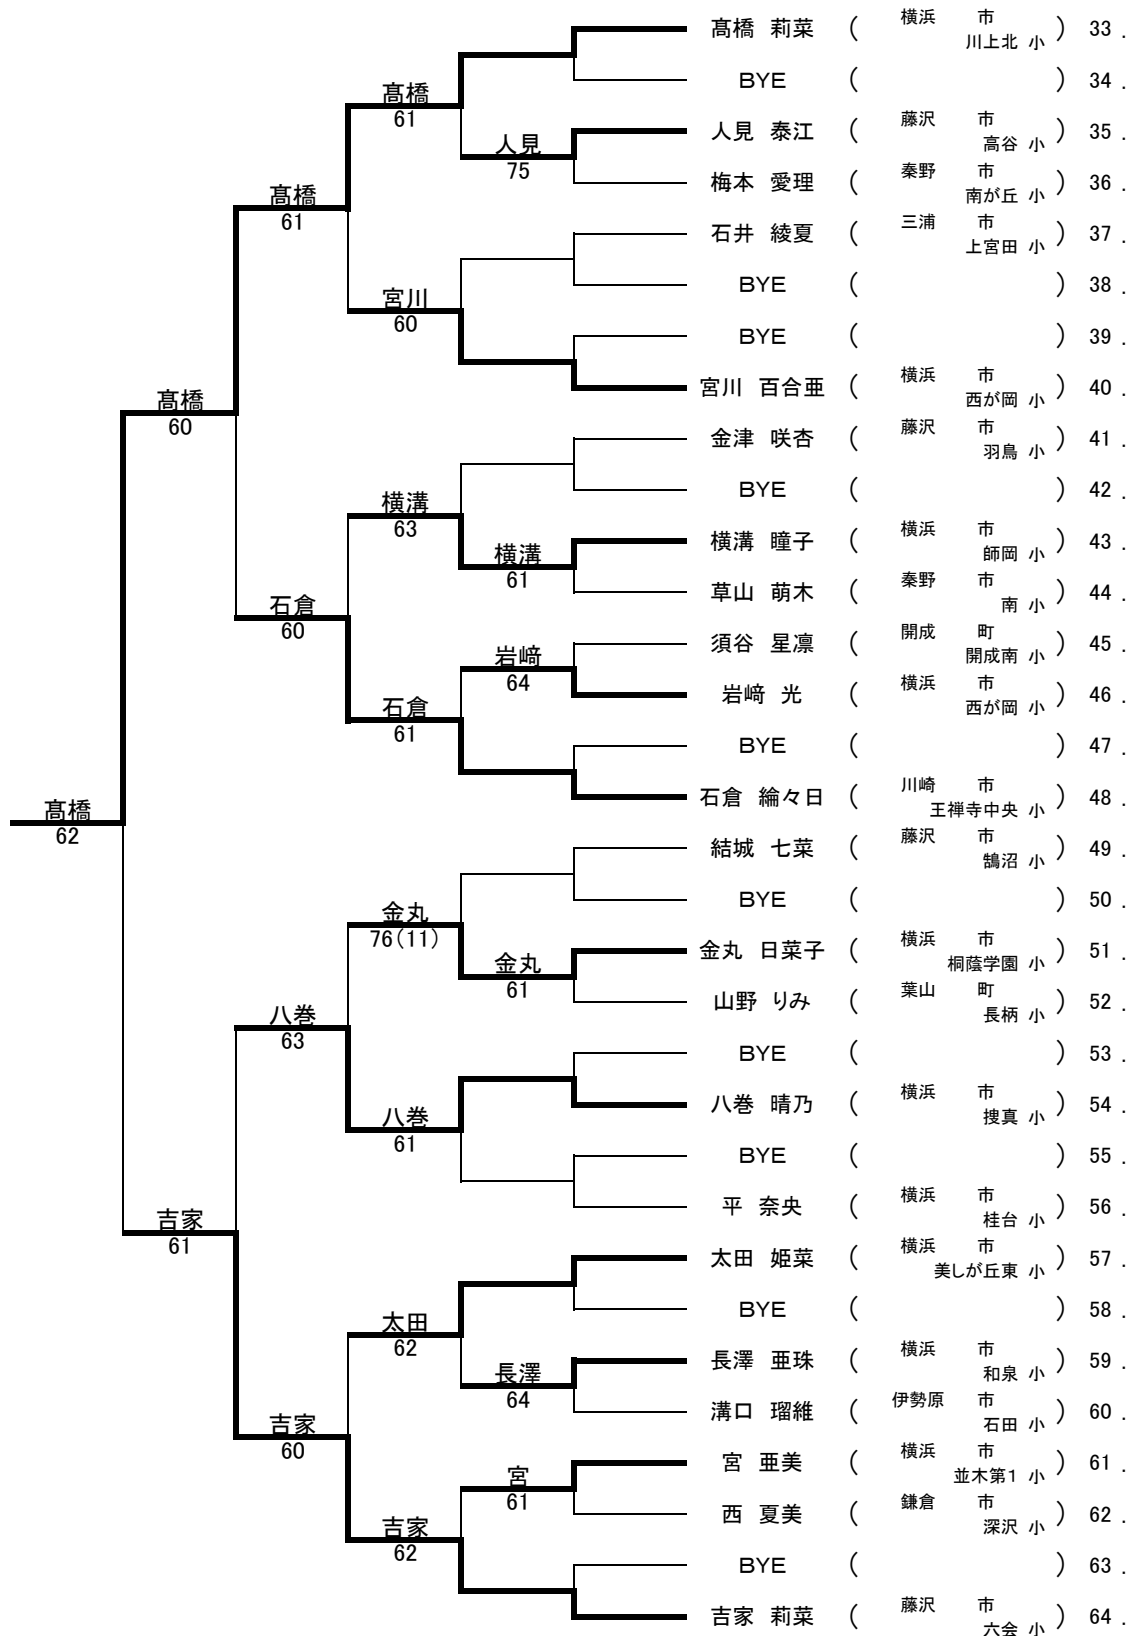 髙橋 莉菜 ( 横浜 市 川上北 小 ) 33 .
BYE ( ) 34 .
髙橋
61
人見 泰江 ( 藤沢 市 高谷 小 ) 35 .
人見
75
梅本 愛理 ( 秦野 市 南が丘 小 ) 36 .
髙橋
61
石井 綾夏 ( 三浦 市 上宮田 小 ) 37 .
BYE ( ) 38 .
宮川
60
BYE ( ) 39 .
宮川 百合亜 ( 横浜 市 西が岡 小 ) 40 .
髙橋
60
金津 咲杏 ( 藤沢 市 羽鳥 小 ) 41 .
BYE ( ) 42 .
横溝
63
横溝 瞳子 ( 横浜 市 師岡 小 ) 43 .
横溝
61
草山 萌木 ( 秦野 市 南 小 ) 44 .
石倉
60
須谷 星凛 ( 開成 町 開成南 小 ) 45 .
岩﨑
64
岩﨑 光 ( 横浜 市 西が岡 小 ) 46 .
石倉
61
BYE ( ) 47 .
石倉 綸々日 ( 川崎 市 王禅寺中央 小 ) 48 .
髙橋
62
結城 七菜 ( 藤沢 市 鵠沼 小 ) 49 .
BYE ( ) 50 .
金丸
76(11)
金丸 日菜子 ( 横浜 市 桐蔭学園 小 ) 51 .
金丸
61
山野 りみ ( 葉山 町 長柄 小 ) 52 .
八巻
63
BYE ( ) 53 .
八巻 晴乃 ( 横浜 市 捜真 小 ) 54 .
八巻
61
BYE ( ) 55 .
平 奈央 ( 横浜 市 桂台 小 ) 56 .
吉家
61
太田 姫菜 ( 横浜 市 美しが丘東 小 ) 57 .
BYE ( ) 58 .
太田
62
長澤 亜珠 ( 横浜 市 和泉 小 ) 59 .
長澤
64
溝口 瑠維 ( 伊勢原 市 石田 小 ) 60 .
吉家
60
宮 亜美 ( 横浜 市 並木第1 小 ) 61 .
宮
61
西 夏美 ( 鎌倉 市 深沢 小 ) 62 .
吉家
62
BYE ( ) 63 .
吉家 莉菜 ( 藤沢 市 六会 小 ) 64 .